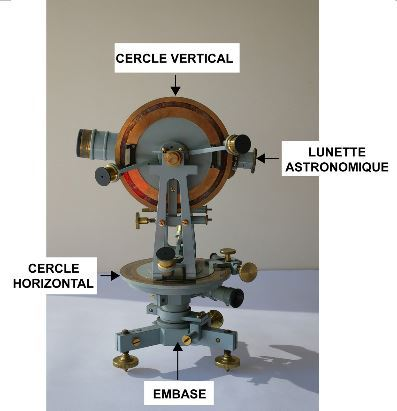 CERCLE VERTICAL
LUNETTE
ASTRONOMIQUE
CERCLE
HORIZONTAL
EMBASE